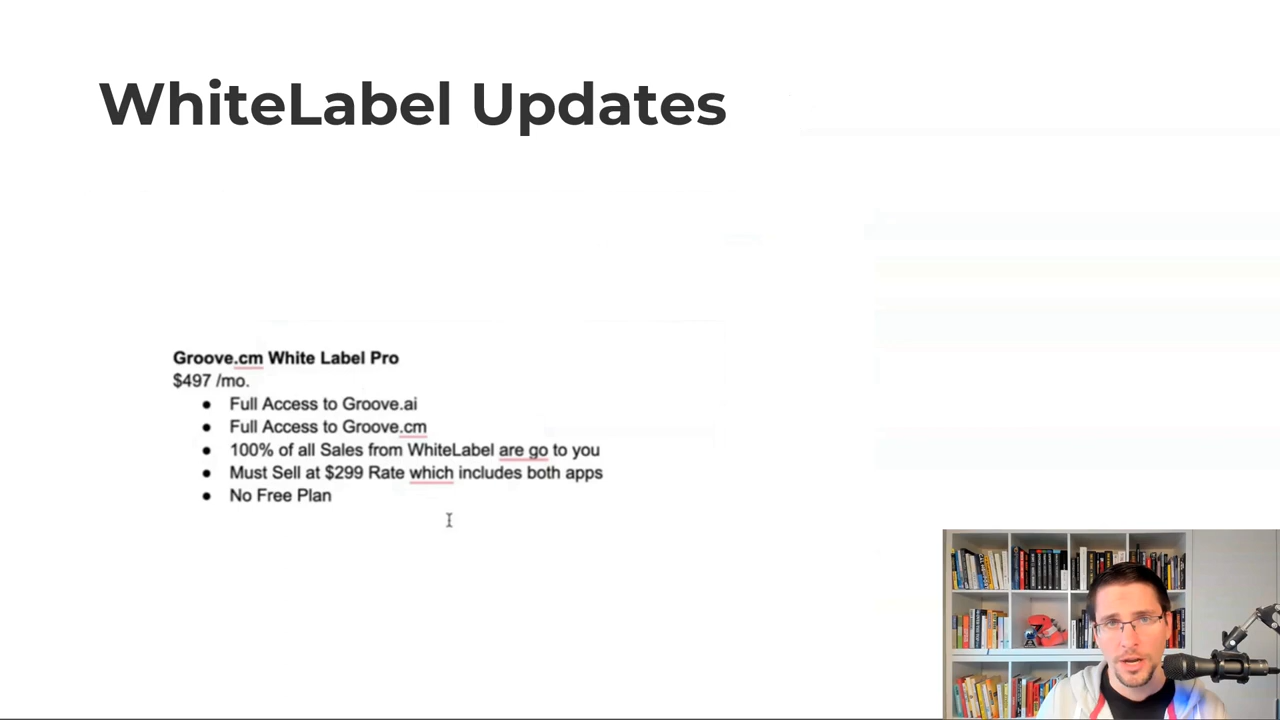 WhiteLabel Updates
Groove.cm White Label Pro
$497 /mo.
● Full Access to Groove.ai
● Full Access to Groove.cm
● 100% of all Sales from WhiteLabel are go to you
● Must Sell at $299 Rate which includes both apps
● No Free Plan